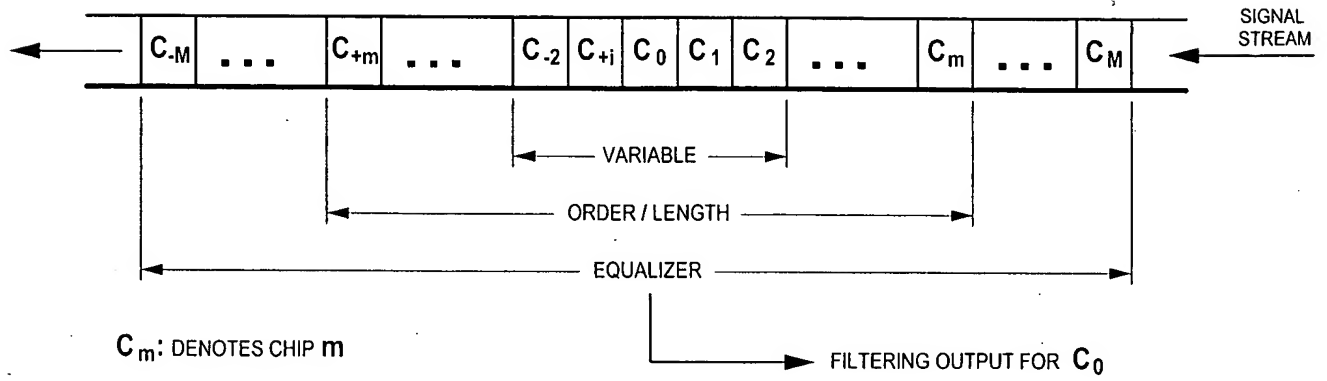 SIGNAL
STREAM
C-M ... C+m ... C-2 C+i C0 C1 C2 ... Cm ... CM
VARIABLE
ORDER / LENGTH
EQUALIZER
Cm: DENOTES CHIP m
FILTERING OUTPUT FOR C0